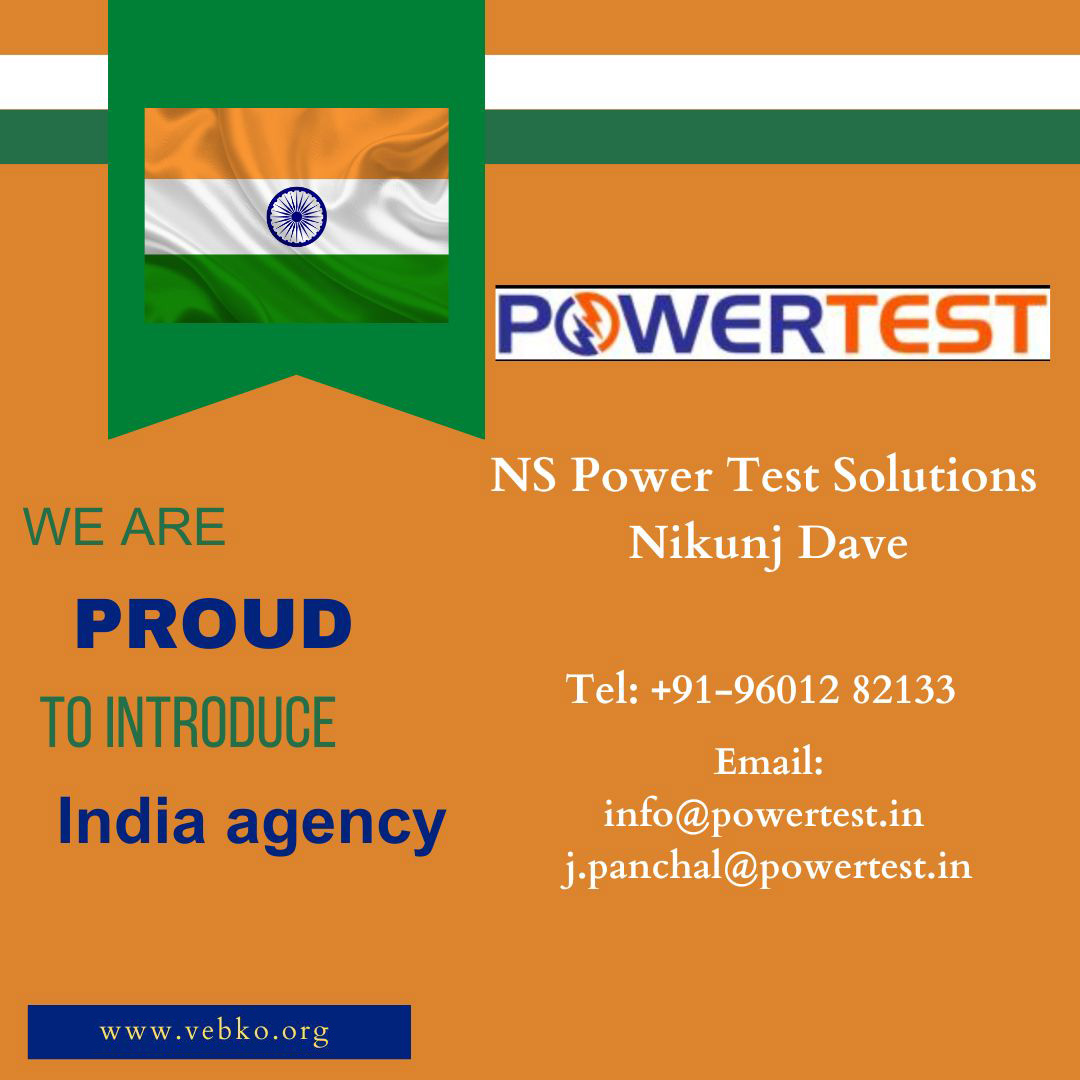 POWERTEST
NS Power Test Solutions
Nikunj Dave
WE ARE
PROUD
TO INTRODUCE
India agency
Tel: +91-96012 82133
Email:
info@powertest.in
j.panchal@powertest.in
www.vebko.org